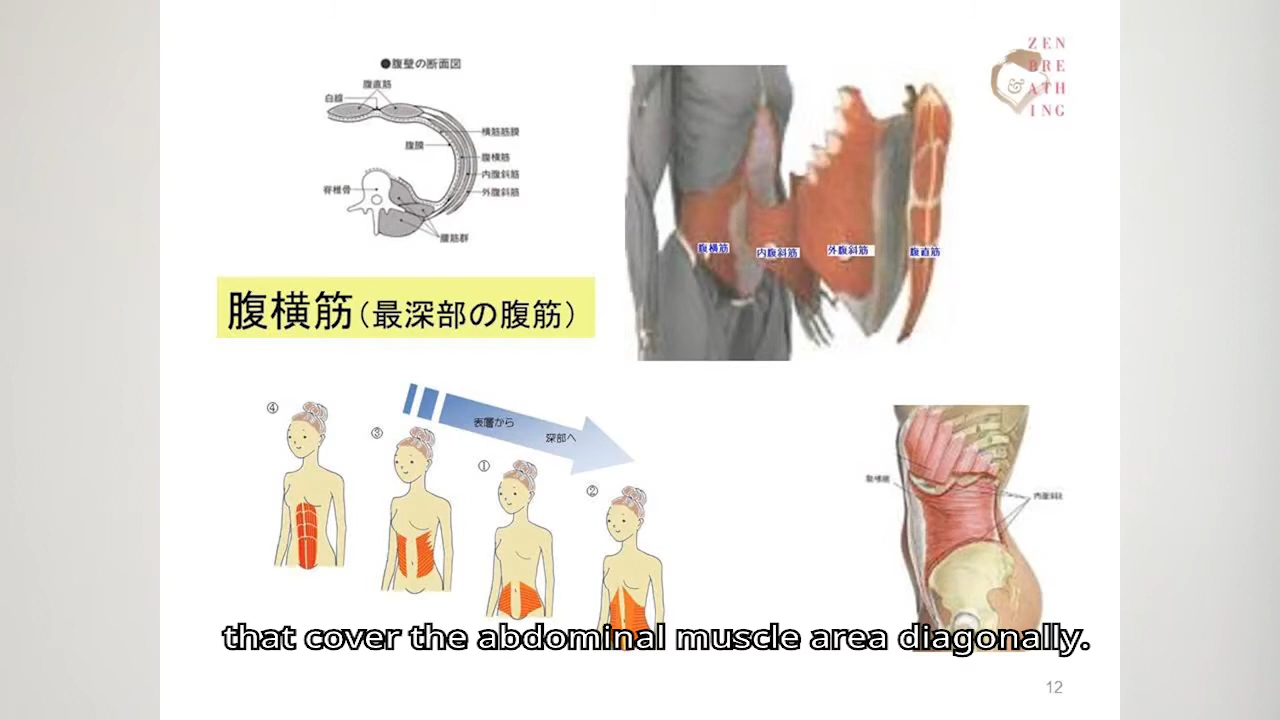 ●腹壁の断面図
腹直筋
白線
横筋筋膜
腹膜
腹横筋
内腹斜筋
脊椎骨
外腹斜筋
腰筋群
ZEN
BRE
&ATH
ING
腹横筋
内腹斜筋
外腹斜筋
腹直筋
腹横筋(最深部の腹筋)
表層から
深部へ
④
③
①
②
内腹斜筋
that cover the abdominal muscle area diagonally.
12